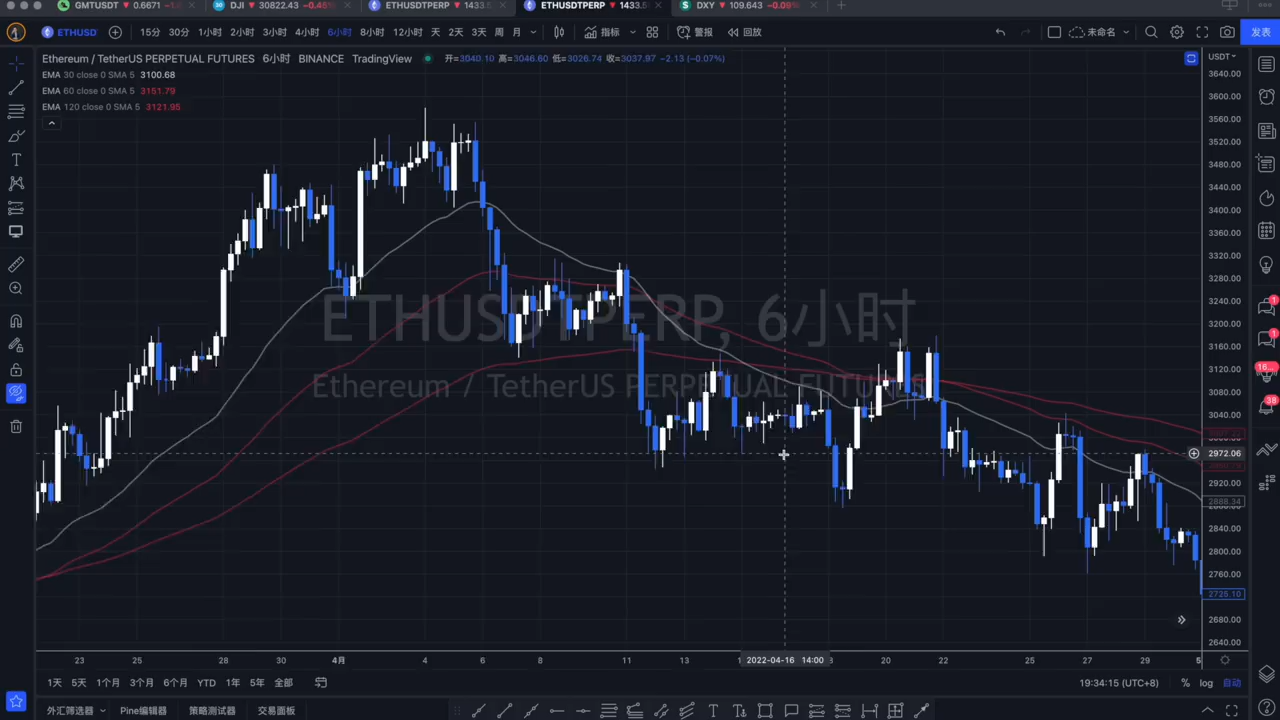 GMTUSDT 0.6671 DJI 30822.43 −0.45% ETHUSDTPERP 1433.5 ETHUSDTPERP 1433.5 DXY 109.643 −0.09%
ETHUSD 15分 30分 1小时 2小时 3小时 4小时 6小时 8小时 12小时 天 2天 3天 周 月 指标 警报 回放 未命名 发表
Ethereum / TetherUS PERPETUAL FUTURES 6小时 BINANCE TradingView 开=3040.10 高=3046.60 低=3026.74 收=3037.97 −2.13 (−0.07%) USDT
EMA 30 close 0 SMA 5 3100.68
EMA 60 close 0 SMA 5 3151.79
EMA 120 close 0 SMA 5 3121.95
ETHUSDTPERP, 6小时
Ethereum / TetherUS PERPETUAL FUTURES
3640.00
3600.00
3560.00
3520.00
3480.00
3440.00
3400.00
3360.00
3320.00
3280.00
3240.00
3200.00
3160.00
3120.00
3080.00
3040.00
2972.06
2920.00
2888.34
2840.00
2800.00
2760.00
2725.10
2680.00
2640.00
1
1
16...
38
23 25 28 30 4月 4 6 8 11 13 2022-04-16 14:00 20 22 25 27 29 5
1天 5天 1个月 3个月 6个月 YTD 1年 5年 全部 19:34:15 (UTC+8) % log 自动
外汇筛选器 Pine编辑器 策略测试器 交易面板